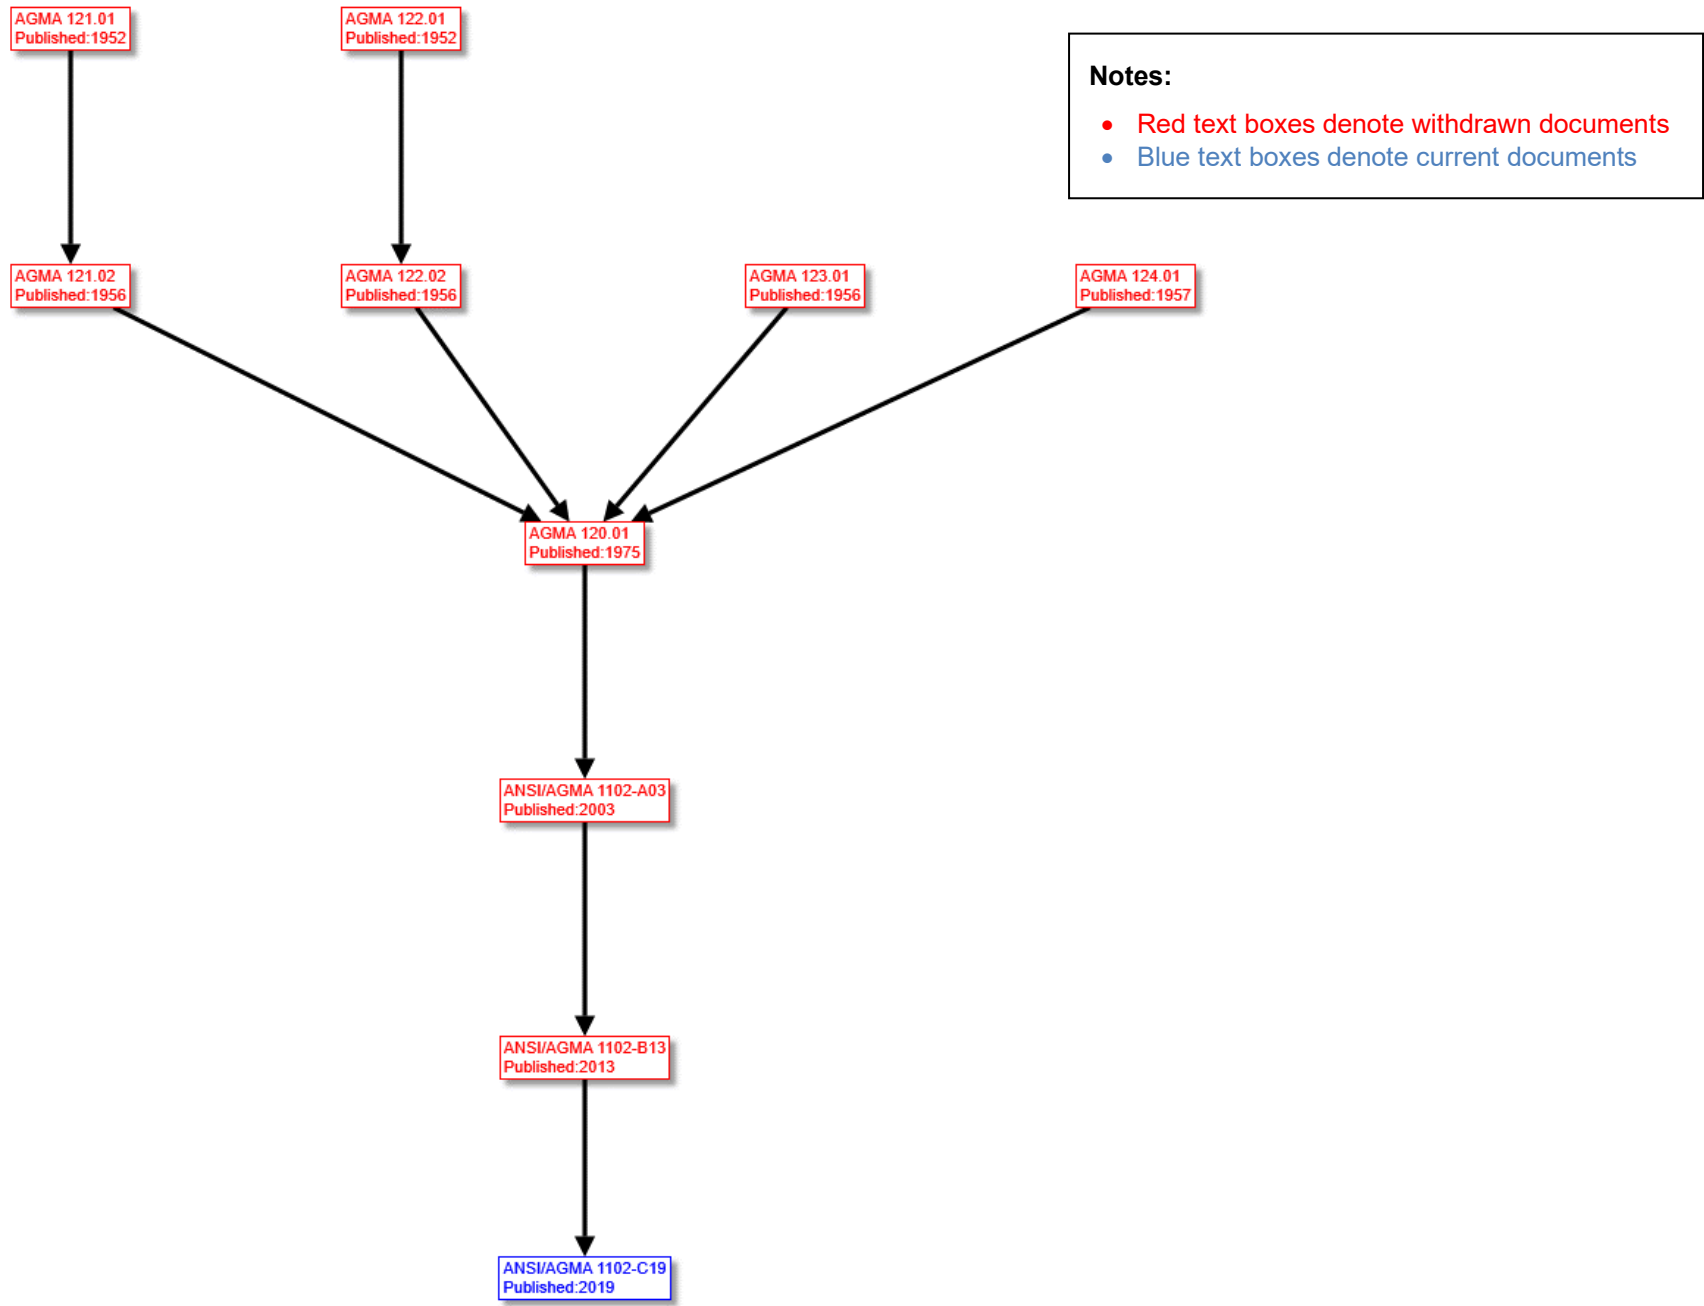 AGMA 121.01
Published:1952
AGMA 122.01
Published:1952
Notes:
• Red text boxes denote withdrawn documents
• Blue text boxes denote current documents
AGMA 121.02
Published:1956
AGMA 122.02
Published:1956
AGMA 123.01
Published:1956
AGMA 124.01
Published:1957
AGMA 120.01
Published:1975
ANSI/AGMA 1102-A03
Published:2003
ANSI/AGMA 1102-B13
Published:2013
ANSI/AGMA 1102-C19
Published:2019